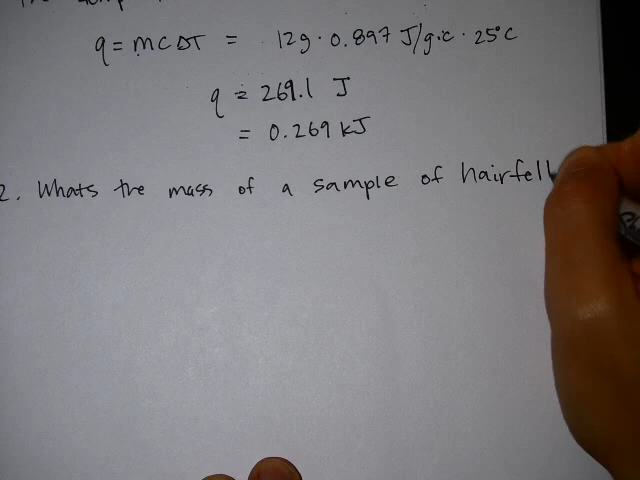 q = mCΔT = 12g · 0.897 J/g·c · 25°C
q = 269.1 J
= 0.269 kJ
2. Whats the mass of a sample of hairfell